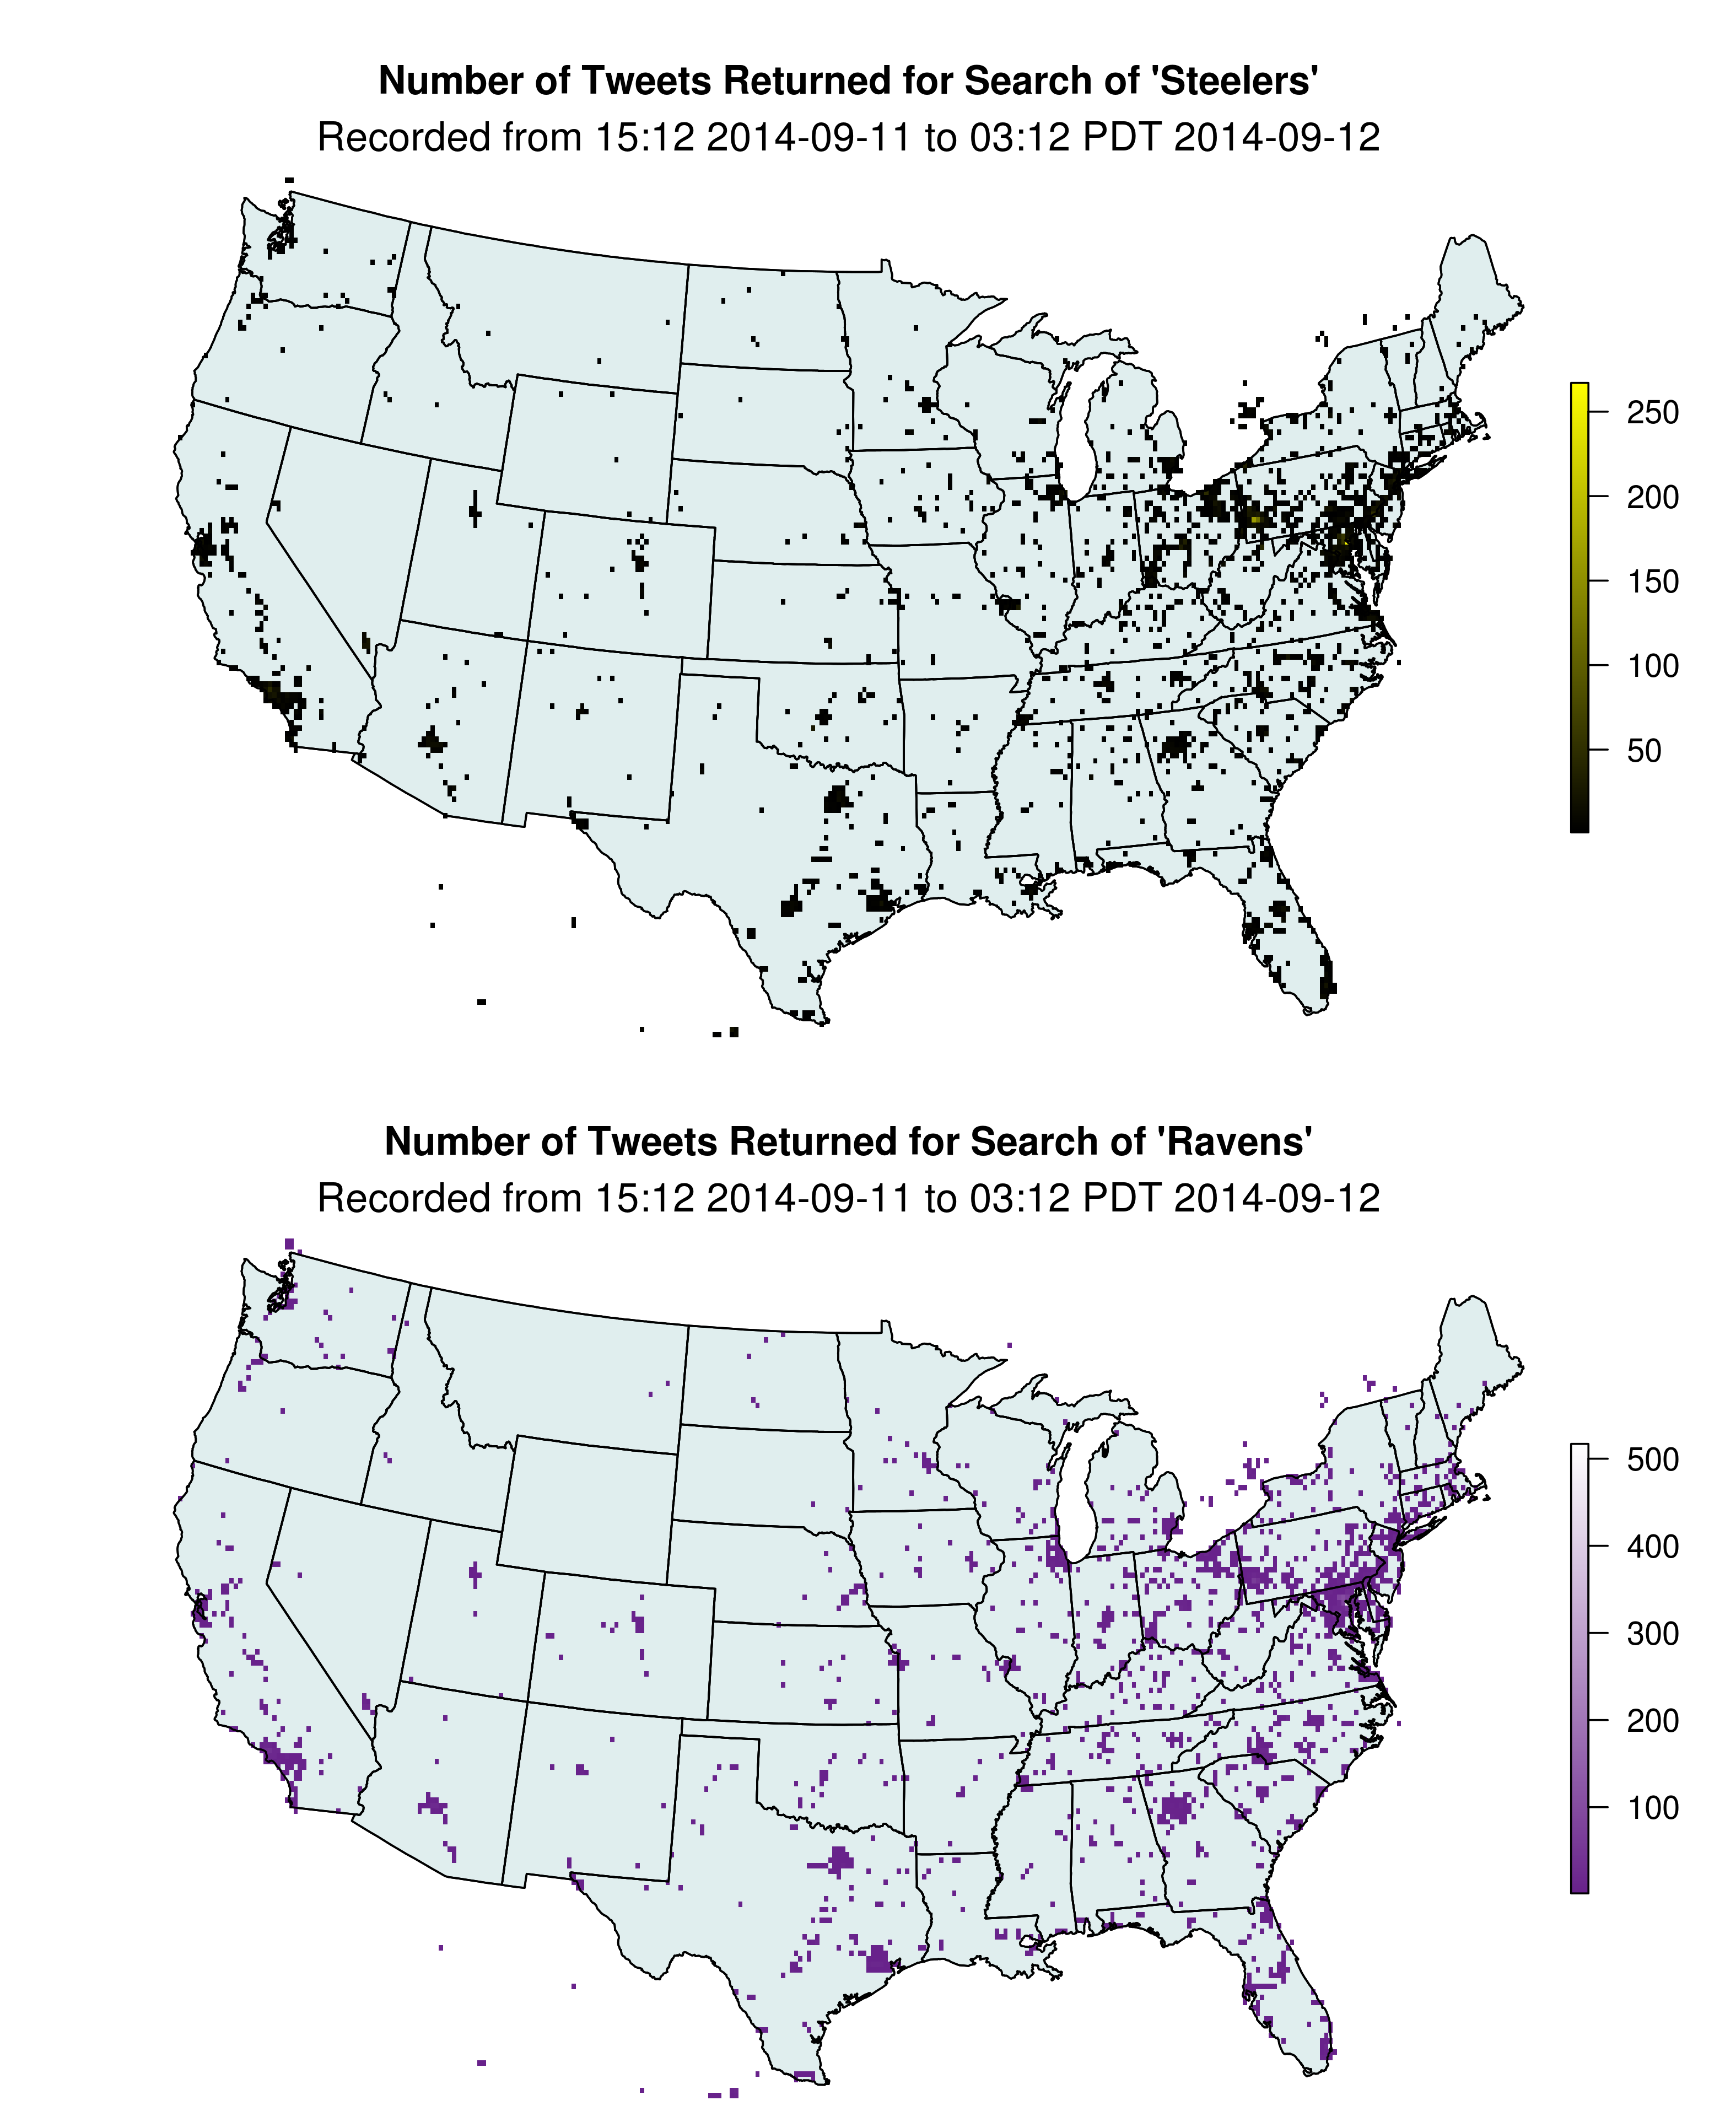 Number of Tweets Returned for Search of 'Steelers'
Recorded from 15:12 2014-09-11 to 03:12 PDT 2014-09-12
250
200
150
100
50
Number of Tweets Returned for Search of 'Ravens'
Recorded from 15:12 2014-09-11 to 03:12 PDT 2014-09-12
500
400
300
200
100